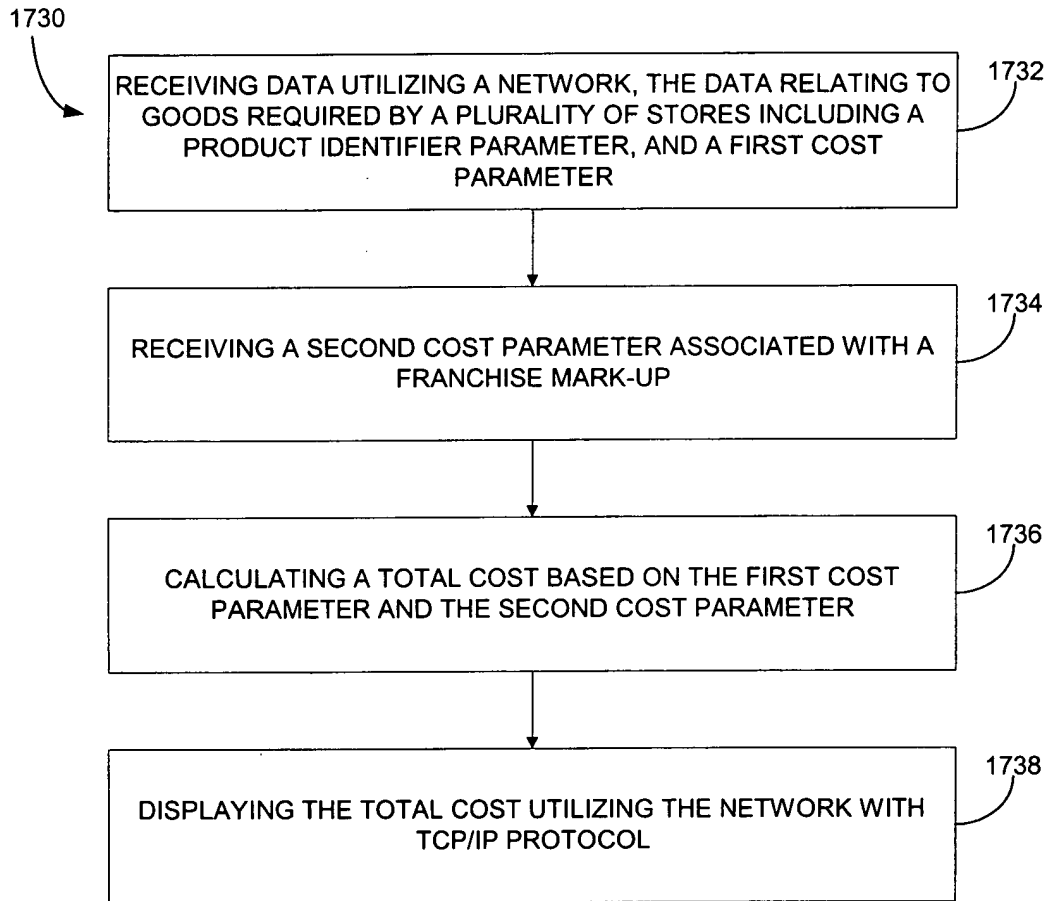 1730
RECEIVING DATA UTILIZING A NETWORK, THE DATA RELATING TO
GOODS REQUIRED BY A PLURALITY OF STORES INCLUDING A
PRODUCT IDENTIFIER PARAMETER, AND A FIRST COST
PARAMETER
1732
RECEIVING A SECOND COST PARAMETER ASSOCIATED WITH A
FRANCHISE MARK-UP
1734
CALCULATING A TOTAL COST BASED ON THE FIRST COST
PARAMETER AND THE SECOND COST PARAMETER
1736
DISPLAYING THE TOTAL COST UTILIZING THE NETWORK WITH
TCP/IP PROTOCOL
1738